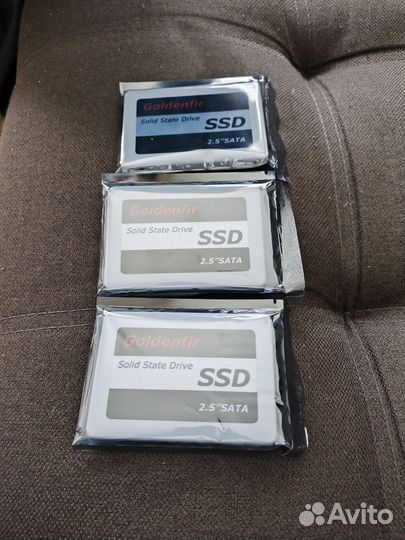 Goldenfir
Solid State Drive
SSD
2.5"SATA
Goldenfir
Solid State Drive
SSD
2.5"SATA
Goldenfir
Solid State Drive
SSD
2.5"SATA
Avito